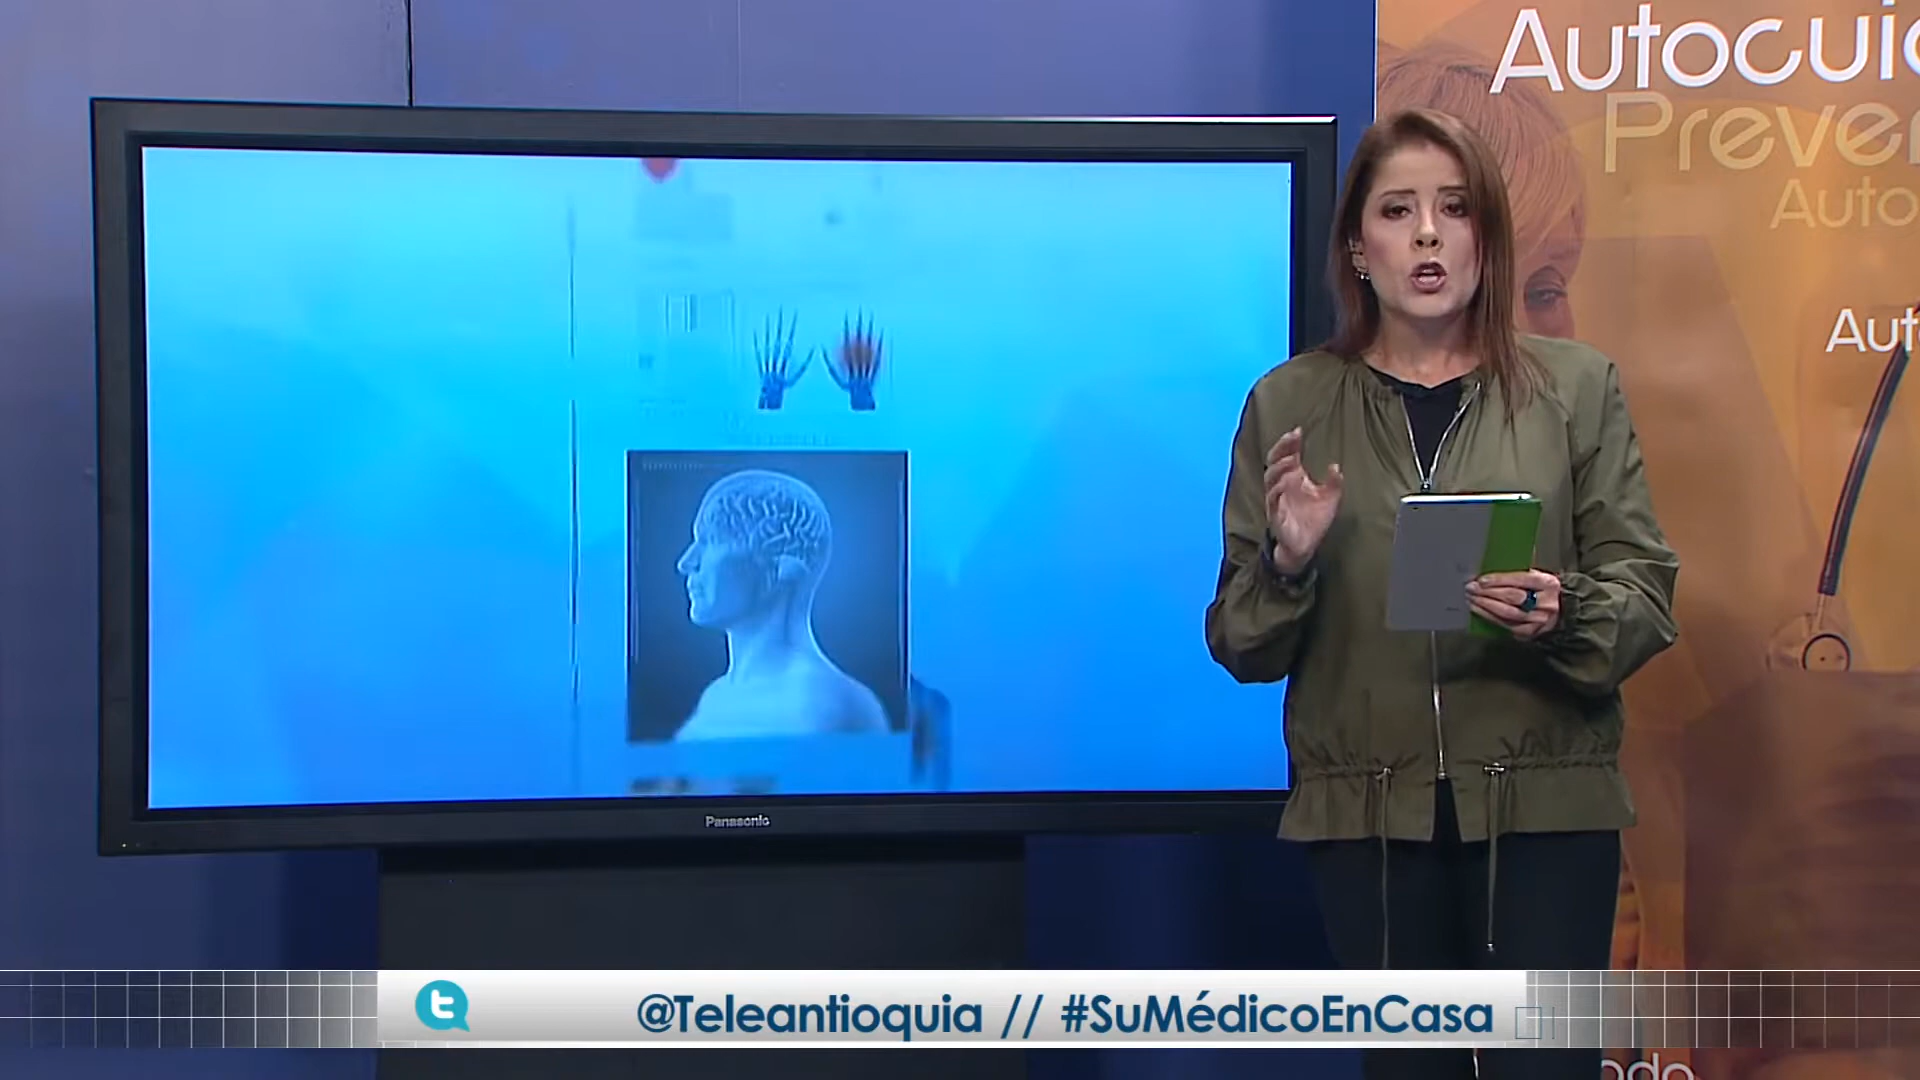 Autocuid
Preven
Auto
Aut
Panasonic
@Teleantioquia // #SuMédicoEnCasa